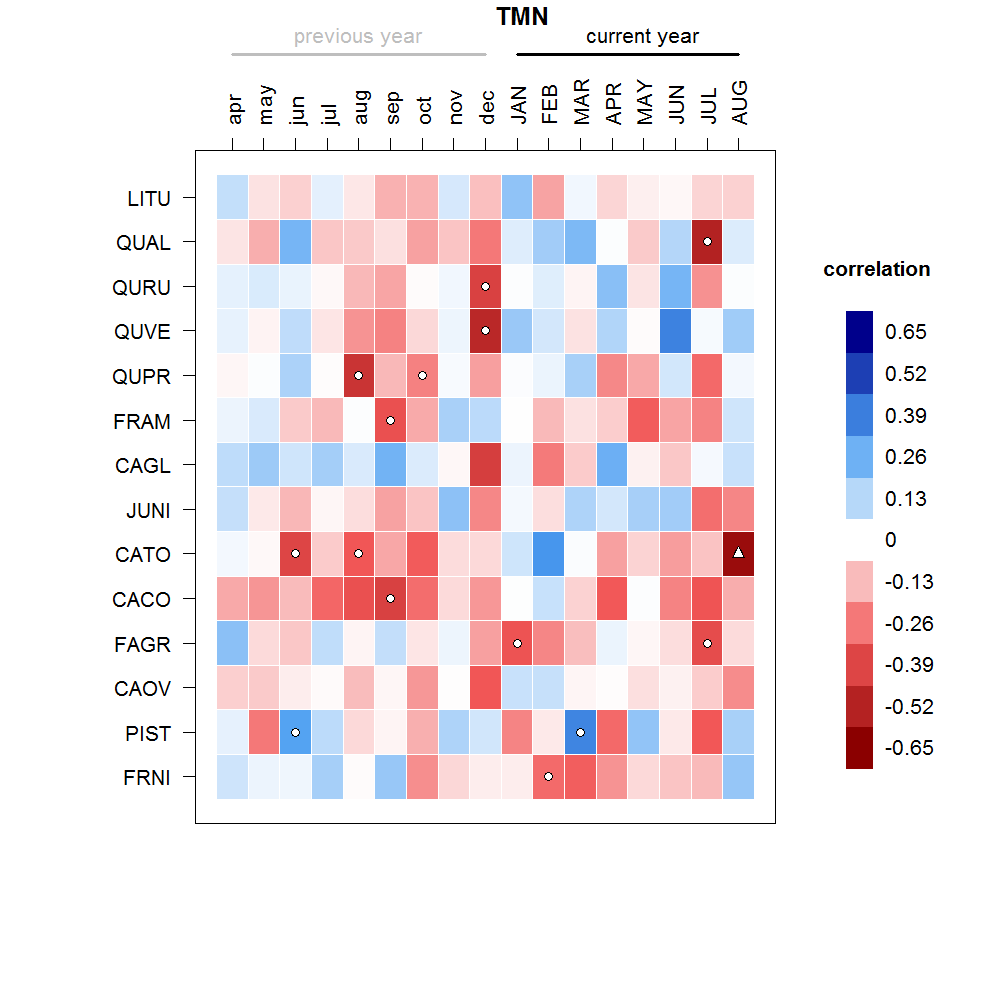 TMN
previous year current year
apr may jun jul aug sep oct nov dec JAN FEB MAR APR MAY JUN JUL AUG
LITU
QUAL
QURU
QUVE
QUPR
FRAM
CAGL
JUNI
CATO
CACO
FAGR
CAOV
PIST
FRNI
correlation
0.65
0.52
0.39
0.26
0.13
0
-0.13
-0.26
-0.39
-0.52
-0.65